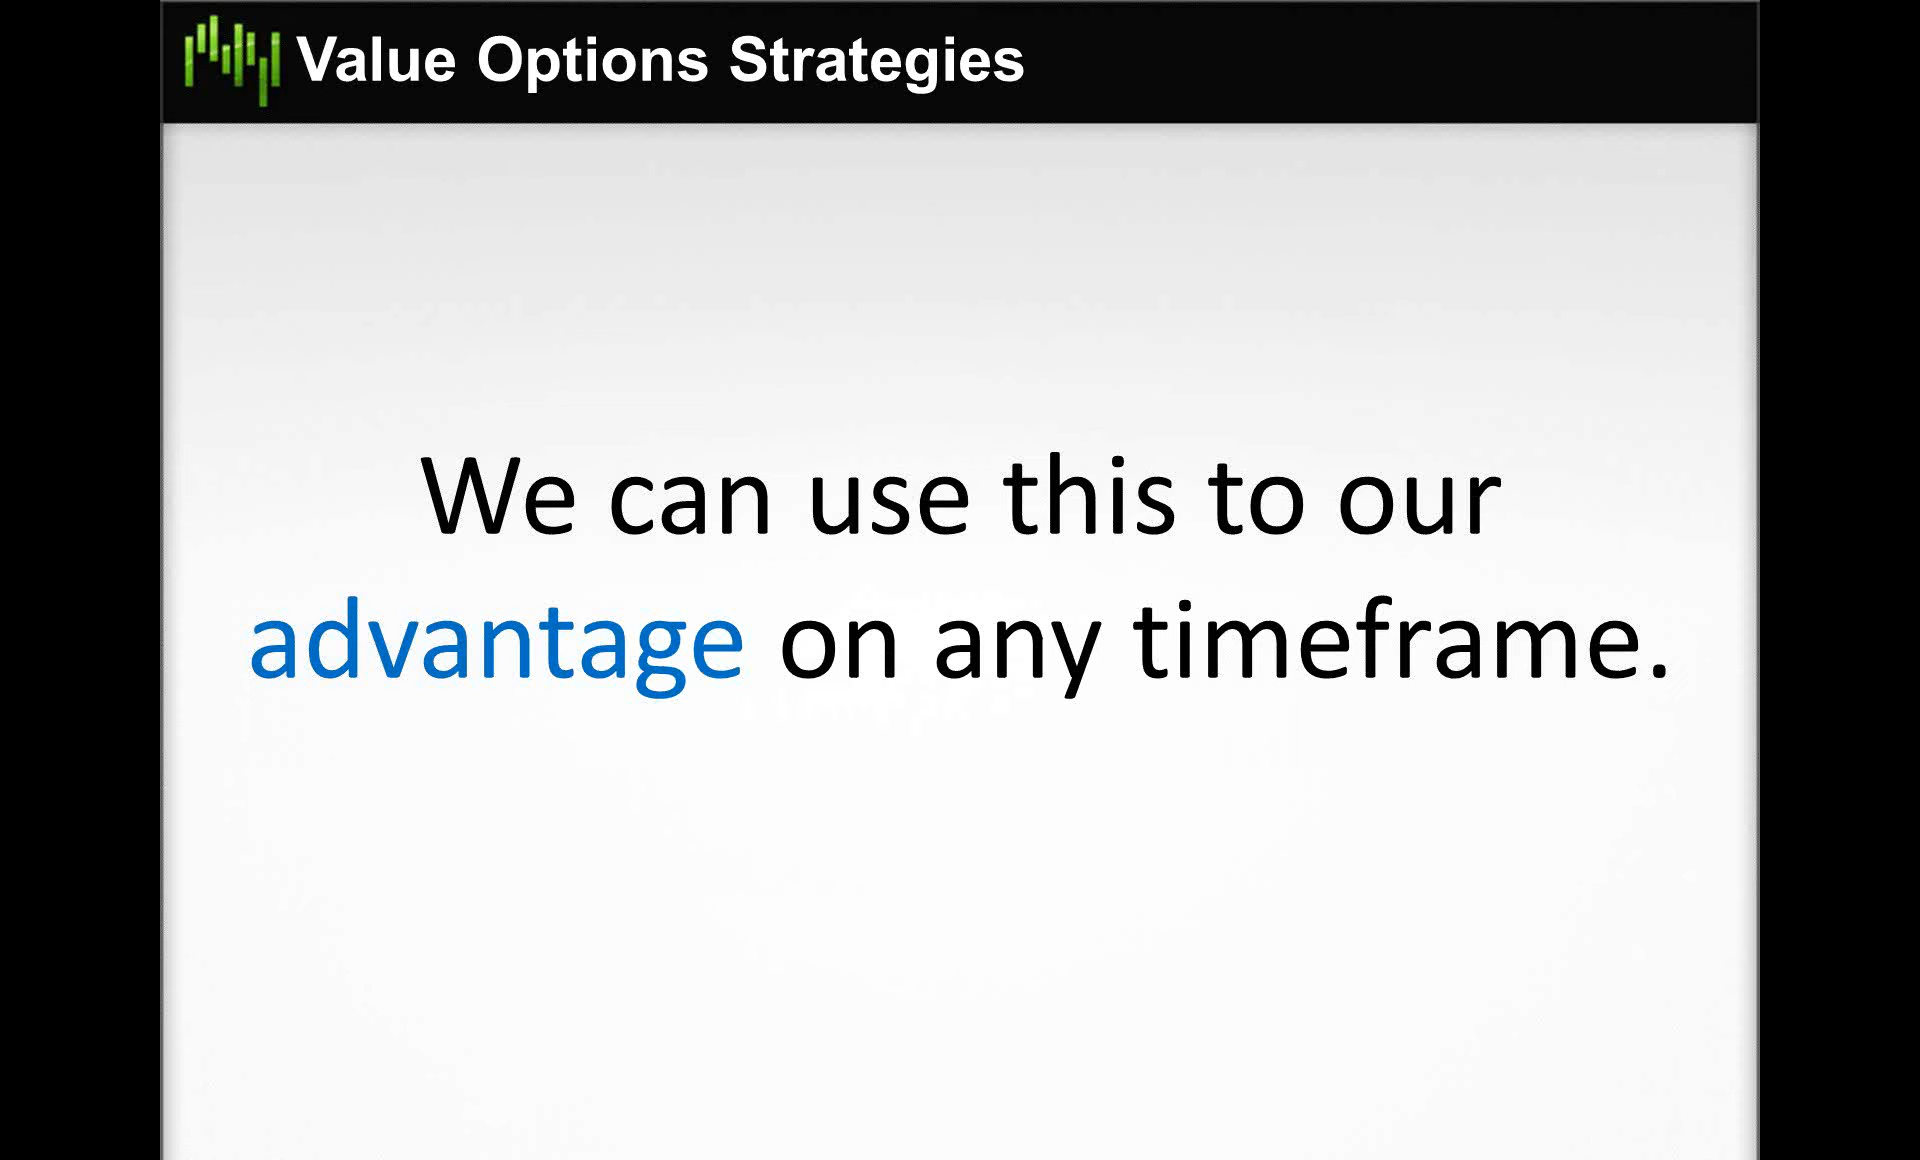 Value Options Strategies
We can use this to our
advantage on any timeframe.